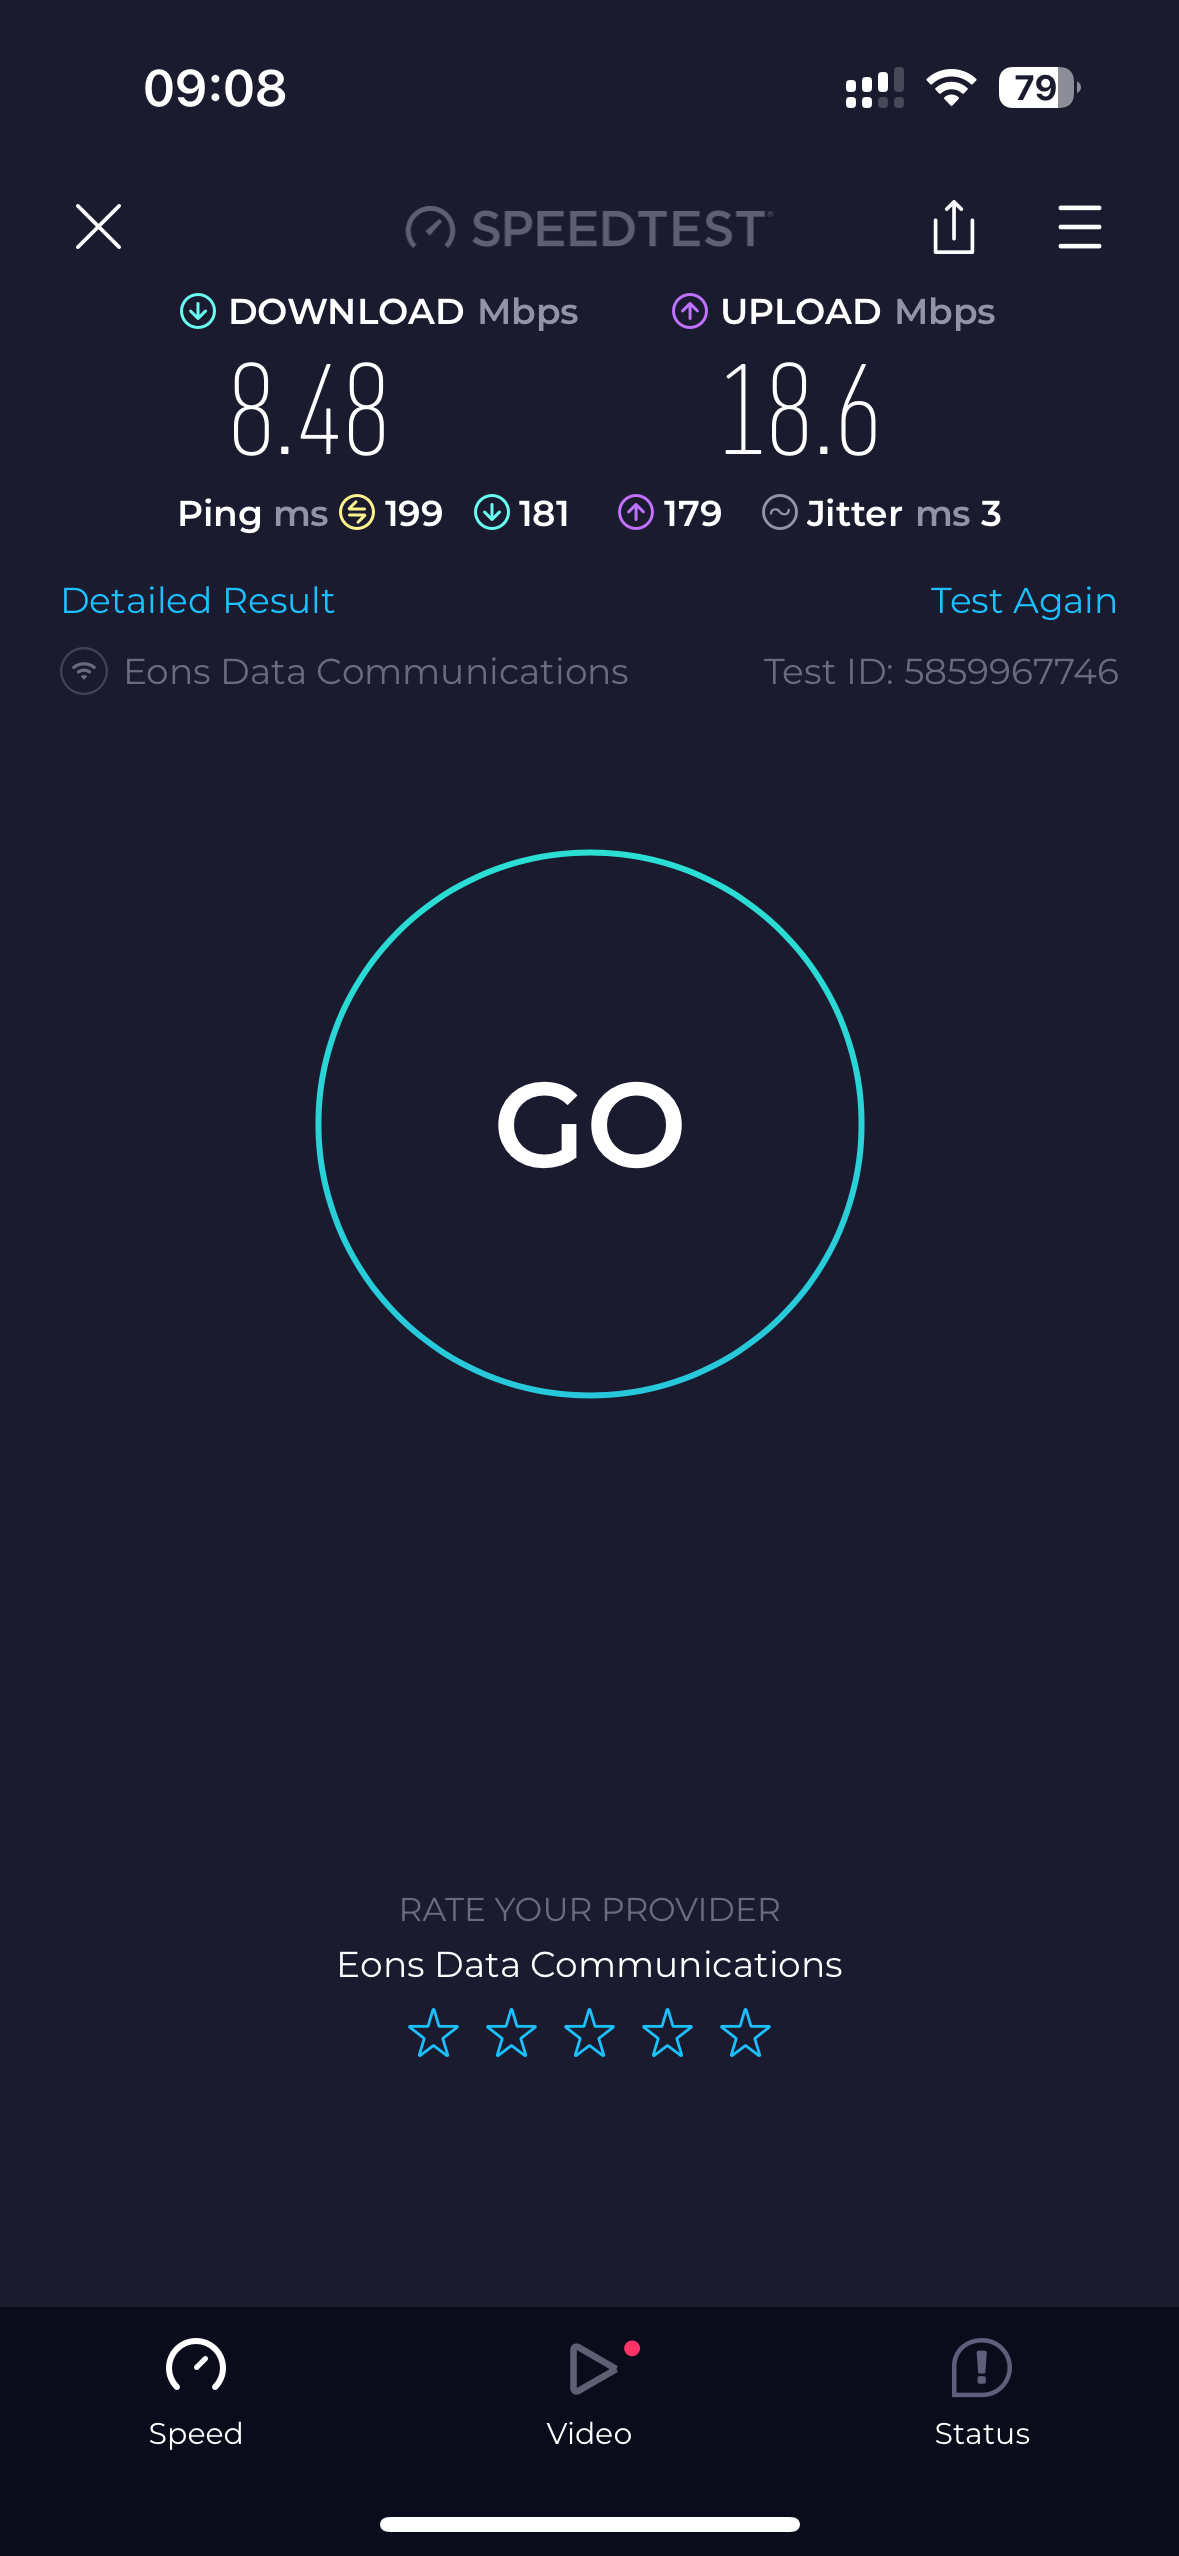 09:08
79
SPEEDTEST
DOWNLOAD Mbps
UPLOAD Mbps
8.48
18.6
Ping ms 199 181 179 Jitter ms 3
Detailed Result
Test Again
Eons Data Communications
Test ID: 5859967746
GO
RATE YOUR PROVIDER
Eons Data Communications
Speed
Video
Status